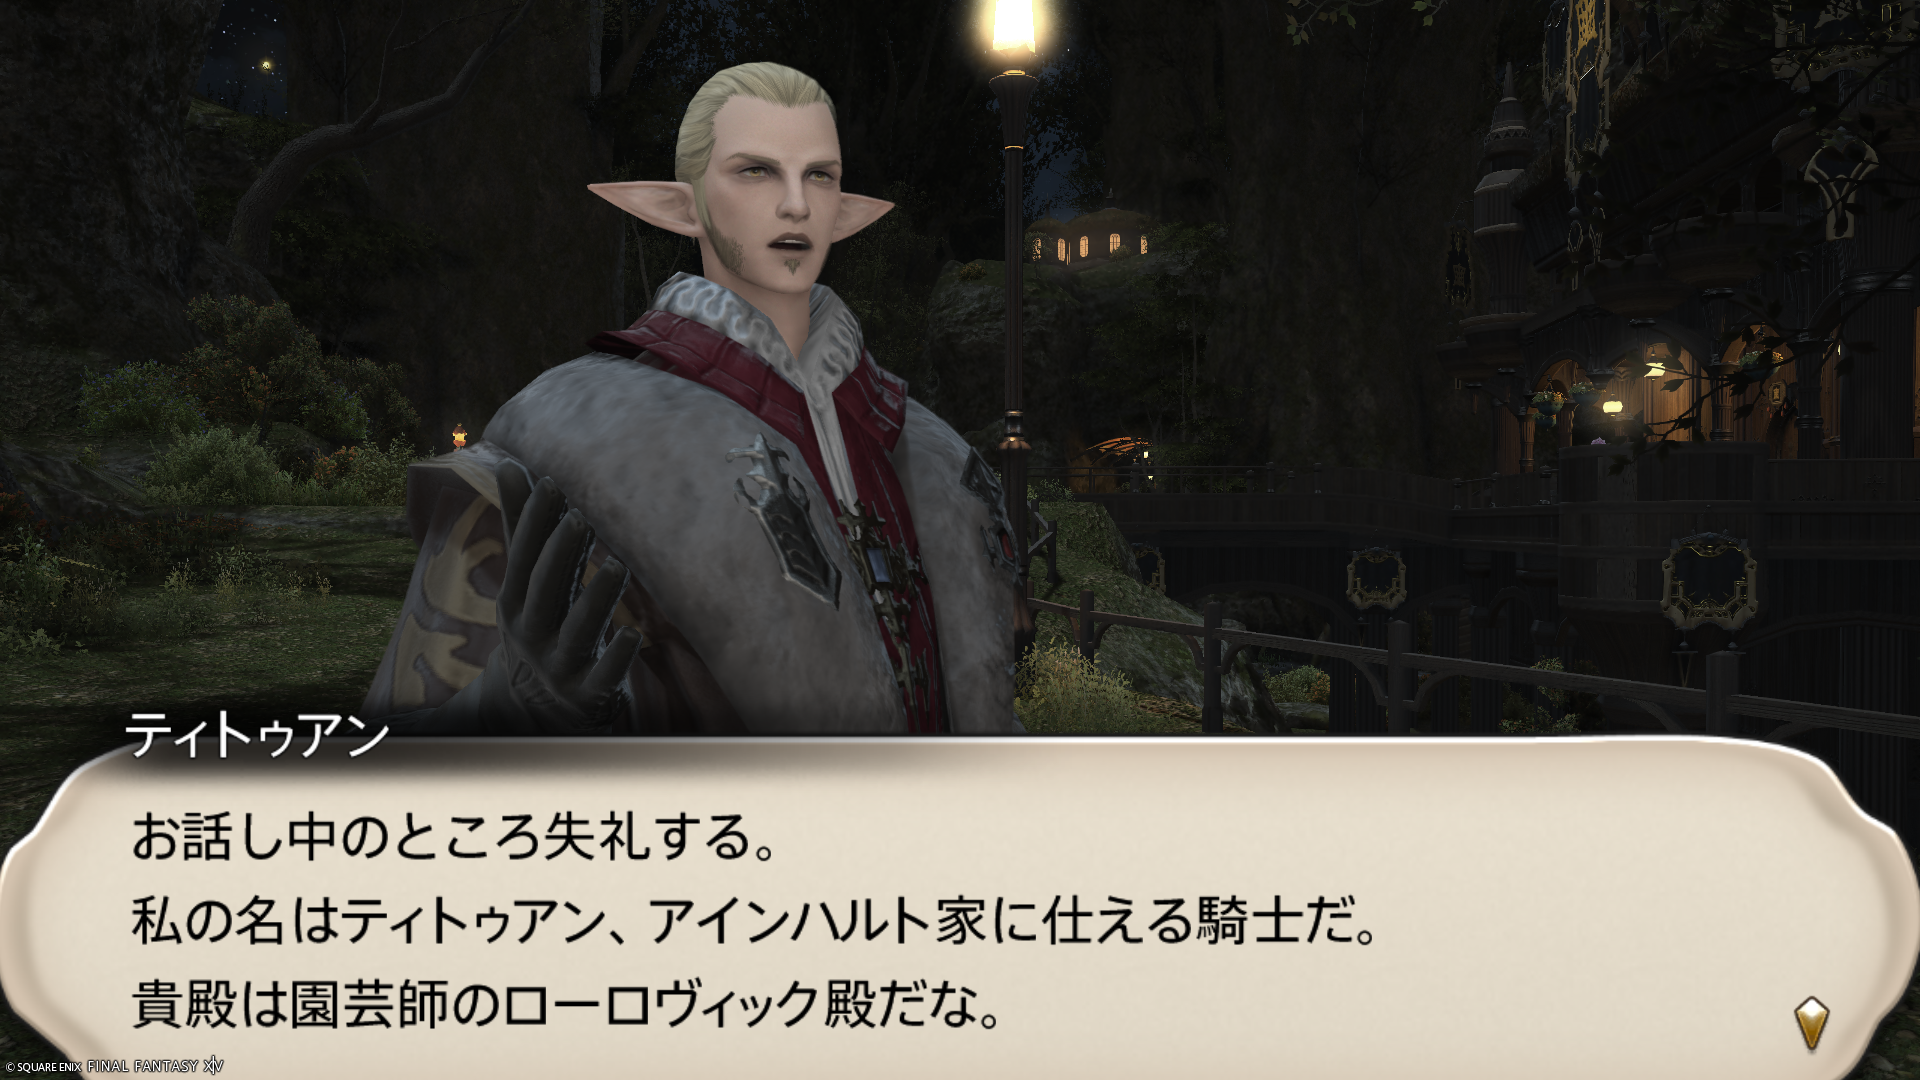 ティトゥアン
お話し中のところ失礼する。
私の名はティトゥアン、アインハルト家に仕える騎士だ。
貴殿は園芸師のローロヴィック殿だな。
© SQUARE ENIX FINAL FANTASY XIV